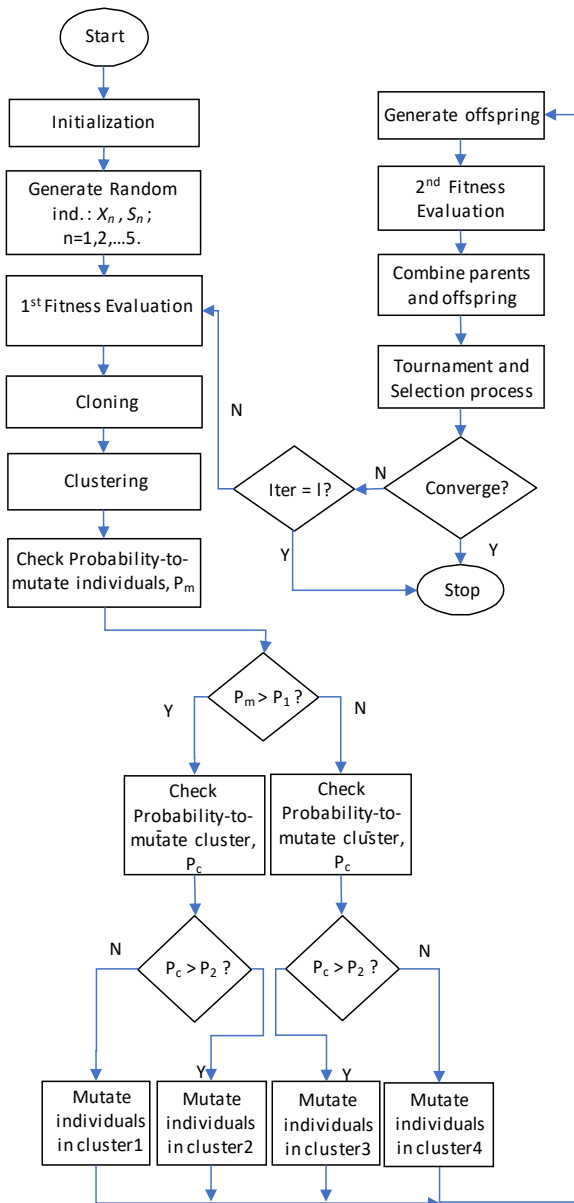 Start
Initialization
Generate Random
ind.: Xn , Sn ;
n=1,2,...5.
1st Fitness Evaluation
Cloning
Clustering
Check Probability-to-
mutate individuals, Pm
Generate offspring
2nd Fitness
Evaluation
Combine parents
and offspring
Tournament and
Selection process
Converge?
N
Y
Iter = I?
N
Y
Stop
Pm > P1 ?
Y
N
Check
Probability-to-
mutate cluster,
Pc
Check
Probability-to-
mutate cluster,
Pc
Pc > P2 ?
N
Y
Pc > P2 ?
N
Y
Mutate
individuals
in cluster1
Mutate
individuals
in cluster2
Mutate
individuals
in cluster3
Mutate
individuals
in cluster4